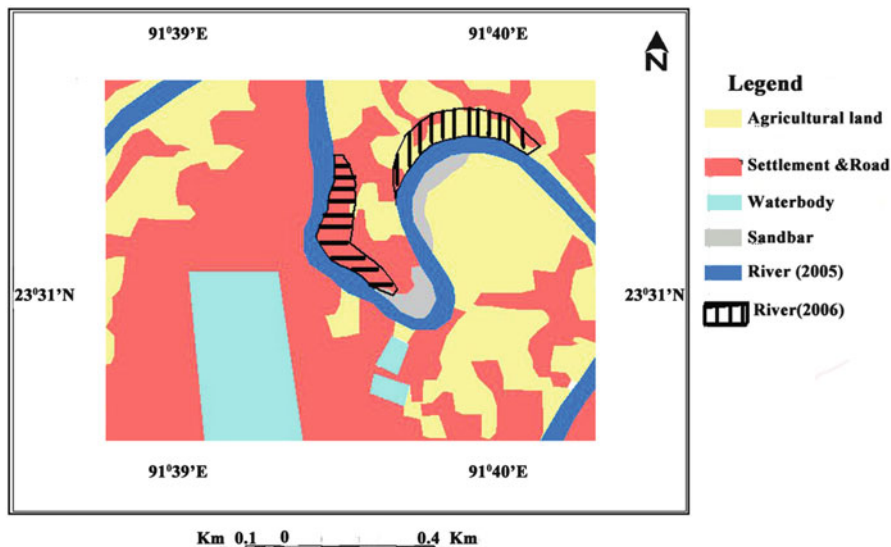 91⁰39’E 91⁰40’E
N
Legend
Agricultural land
Settlement &Road
Waterbody
Sandbar
River (2005)
23⁰31’N 23⁰31’N
River(2006)
91⁰39’E 91⁰40’E
Km 0.1 0 0.4 Km